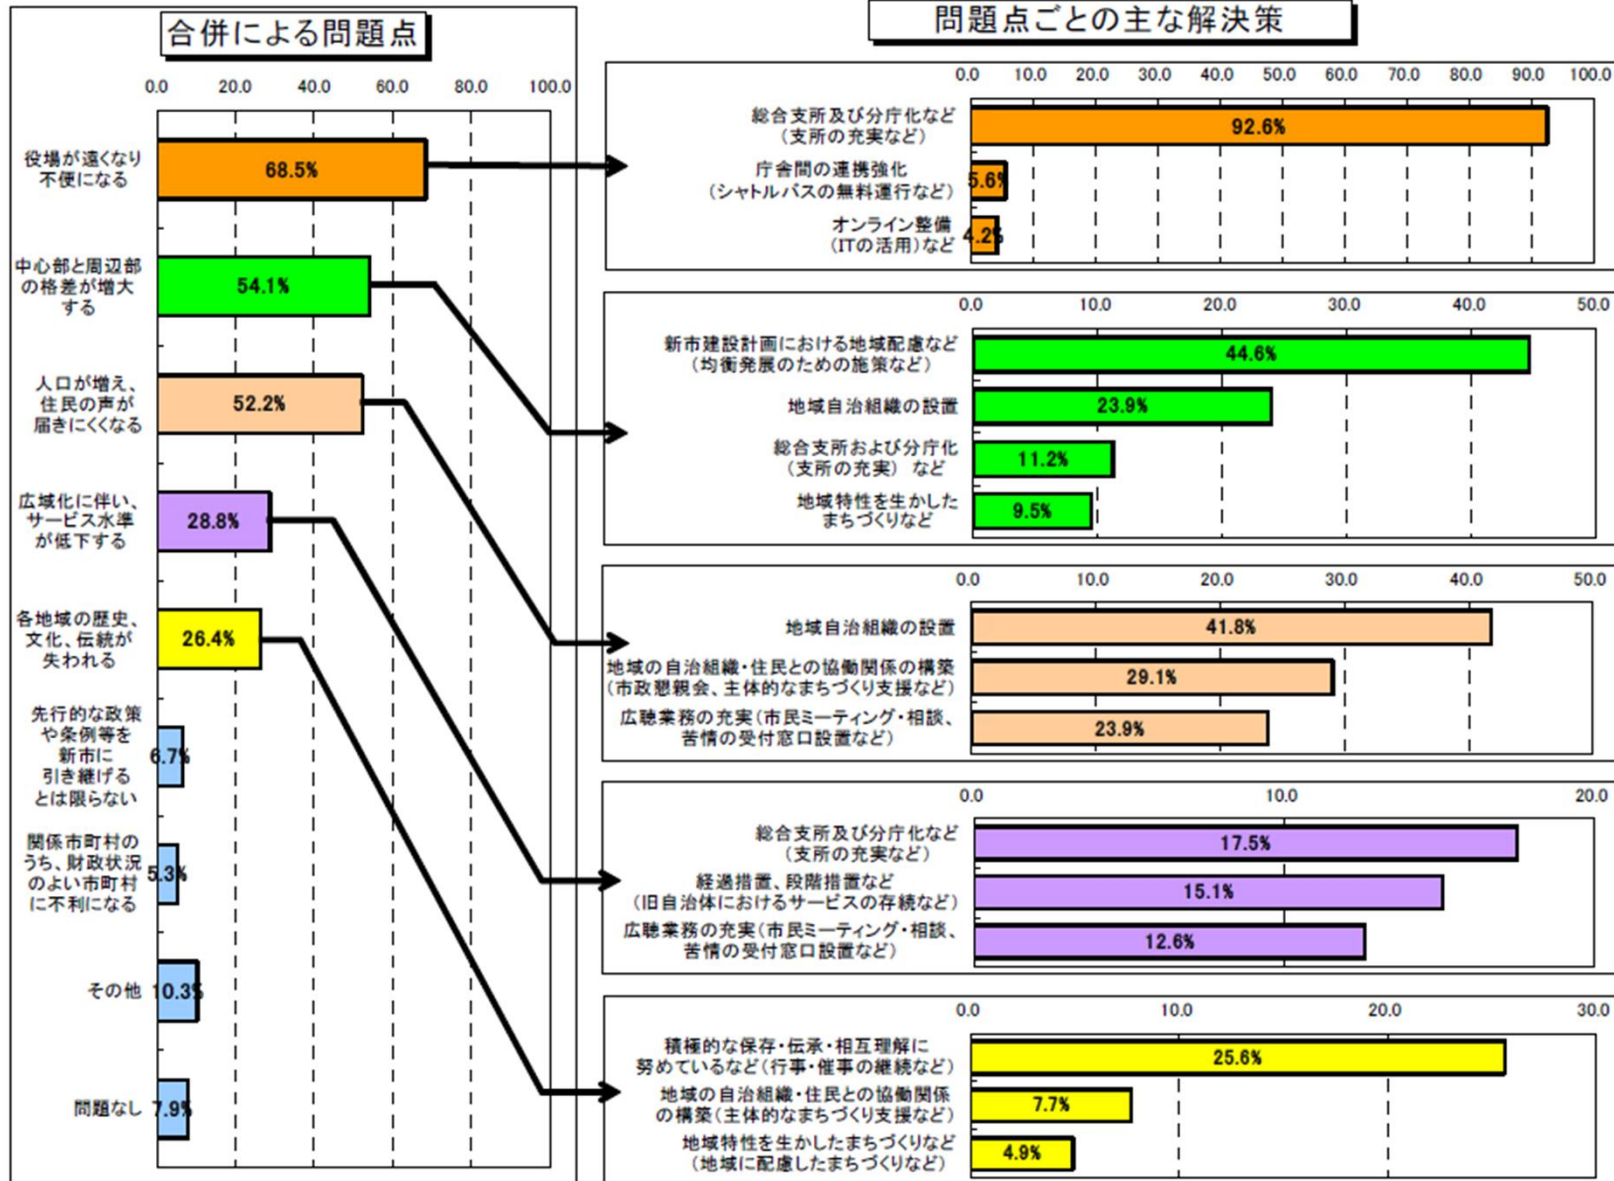 合併による問題点
0.0 20.0 40.0 60.0 80.0 100.0
役場が遠くなり
不便になる
68.5%
中心部と周辺部
の格差が増大
する
54.1%
人口が増え、
住民の声が
届きにくくなる
52.2%
広域化に伴い、
サービス水準
が低下する
28.8%
各地域の歴史、
文化、伝統が
失われる
26.4%
先行的な政策
や条例等を
新市に
引き継げる
とは限らない
6.7%
関係市町村の
うち、財政状況
のよい市町村
に不利になる
5.3%
その他
10.3%
問題なし
7.9%
問題点ごとの主な解決策
0.0 10.0 20.0 30.0 40.0 50.0 60.0 70.0 80.0 90.0 100.0
総合支所及び分庁化など
（支所の充実など）
92.6%
庁舎間の連携強化
（シャトルバスの無料運行など）
5.6%
オンライン整備
（ITの活用）など
4.2%
0.0 10.0 20.0 30.0 40.0 50.0
新市建設計画における地域配慮など
（均衡発展のための施策など）
44.6%
地域自治組織の設置
23.9%
総合支所および分庁化
（支所の充実） など
11.2%
地域特性を生かした
まちづくりなど
9.5%
0.0 10.0 20.0 30.0 40.0 50.0
地域自治組織の設置
41.8%
地域の自治組織・住民との協働関係の構築
（市政懇親会、主体的なまちづくり支援など）
29.1%
広聴業務の充実（市民ミーティング・相談、
苦情の受付窓口設置など）
23.9%
0.0 10.0 20.0
総合支所及び分庁化など
（支所の充実など）
17.5%
経過措置、段階措置など
（旧自治体におけるサービスの存続など）
15.1%
広聴業務の充実（市民ミーティング・相談、
苦情の受付窓口設置など）
12.6%
0.0 10.0 20.0 30.0
積極的な保存・伝承・相互理解に
努めているなど（行事・催事の継続など）
25.6%
地域の自治組織・住民との協働関係
の構築（主体的なまちづくり支援など）
7.7%
地域特性を生かしたまちづくりなど
（地域に配慮したまちづくりなど）
4.9%